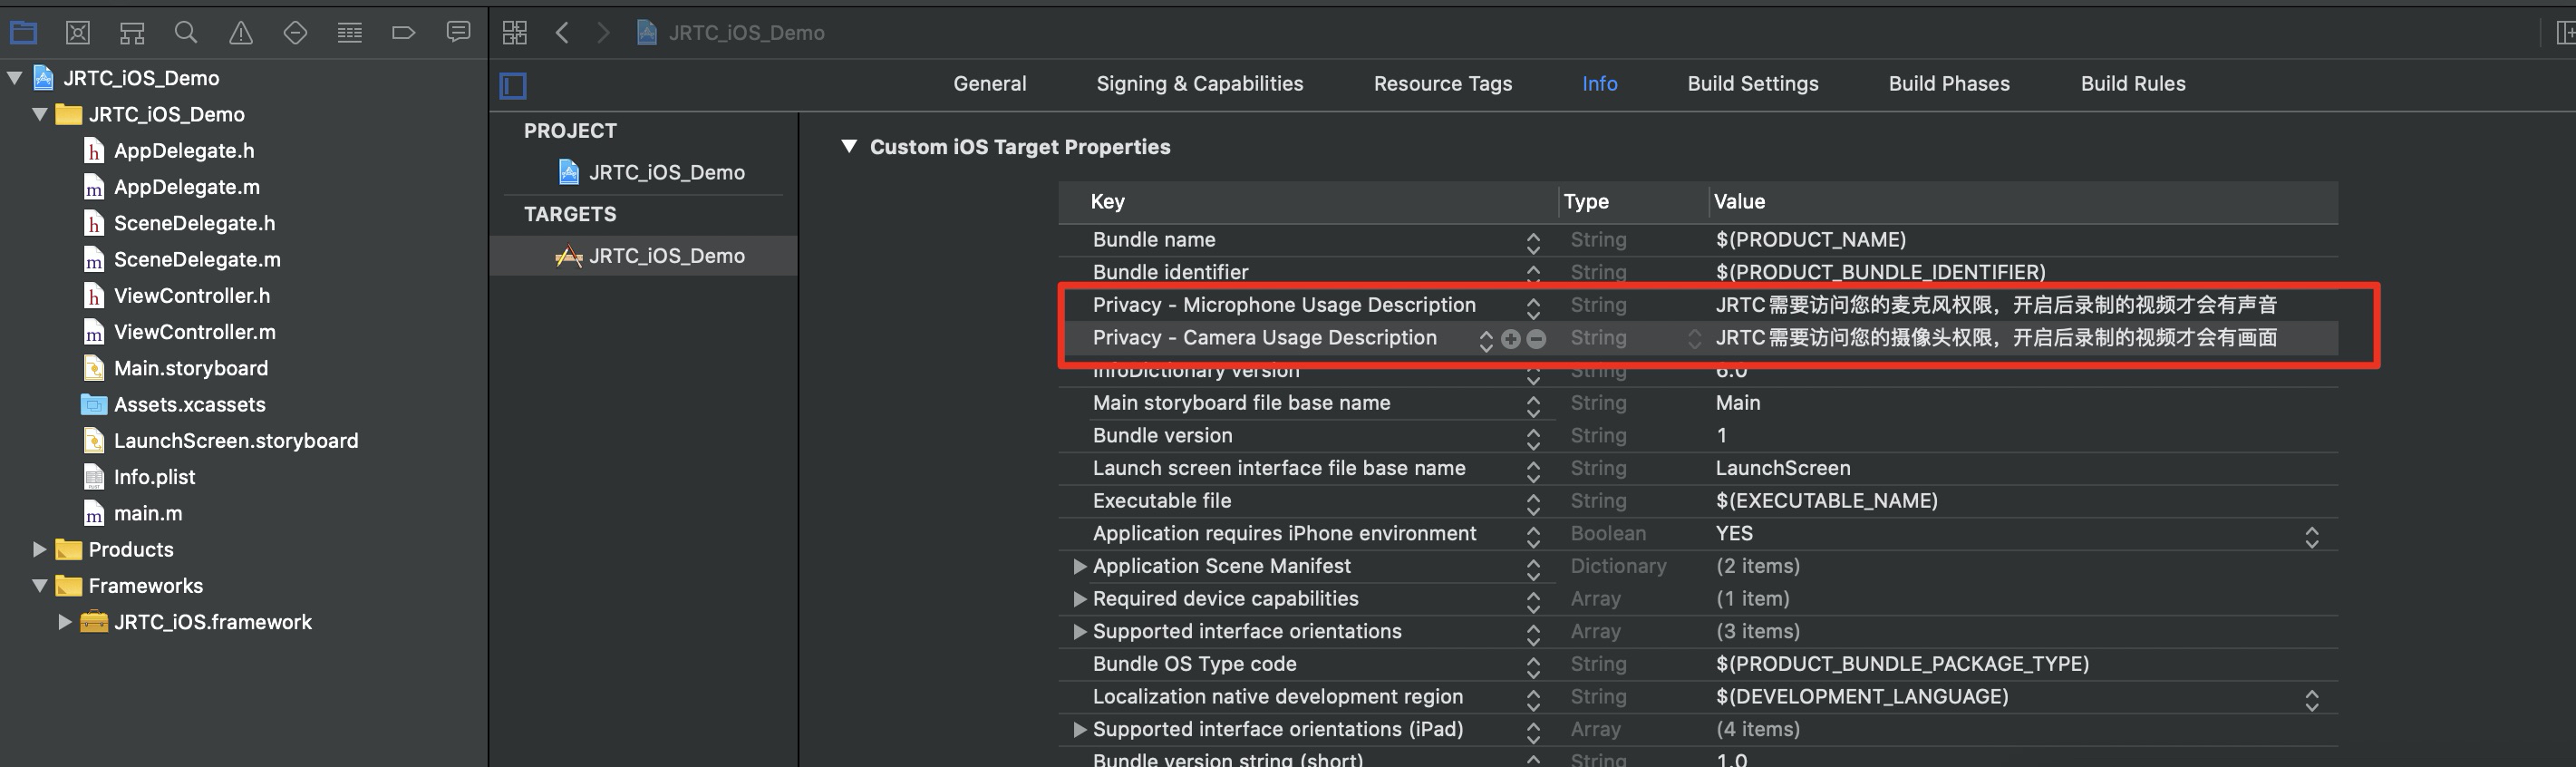 JRTC_iOS_Demo
JRTC_iOS_Demo
JRTC_iOS_Demo
AppDelegate.h
AppDelegate.m
SceneDelegate.h
SceneDelegate.m
ViewController.h
ViewController.m
Main.storyboard
Assets.xcassets
LaunchScreen.storyboard
Info.plist
main.m
Products
Frameworks
JRTC_iOS.framework
General Signing & Capabilities Resource Tags Info Build Settings Build Phases Build Rules
PROJECT
JRTC_iOS_Demo
TARGETS
JRTC_iOS_Demo
Custom iOS Target Properties
Key Type Value
Bundle name String $(PRODUCT_NAME)
Bundle identifier String $(PRODUCT_BUNDLE_IDENTIFIER)
Privacy - Microphone Usage Description String JRTC需要访问您的麦克风权限，开启后录制的视频才会有声音
Privacy - Camera Usage Description String JRTC需要访问您的摄像头权限，开启后录制的视频才会有画面
InfoDictionary version String 6.0
Main storyboard file base name String Main
Bundle version String 1
Launch screen interface file base name String LaunchScreen
Executable file String $(EXECUTABLE_NAME)
Application requires iPhone environment Boolean YES
Application Scene Manifest Dictionary (2 items)
Required device capabilities Array (1 item)
Supported interface orientations Array (3 items)
Bundle OS Type code String $(PRODUCT_BUNDLE_PACKAGE_TYPE)
Localization native development region String $(DEVELOPMENT_LANGUAGE)
Supported interface orientations (iPad) Array (4 items)
Bundle version string (short) String 1.0